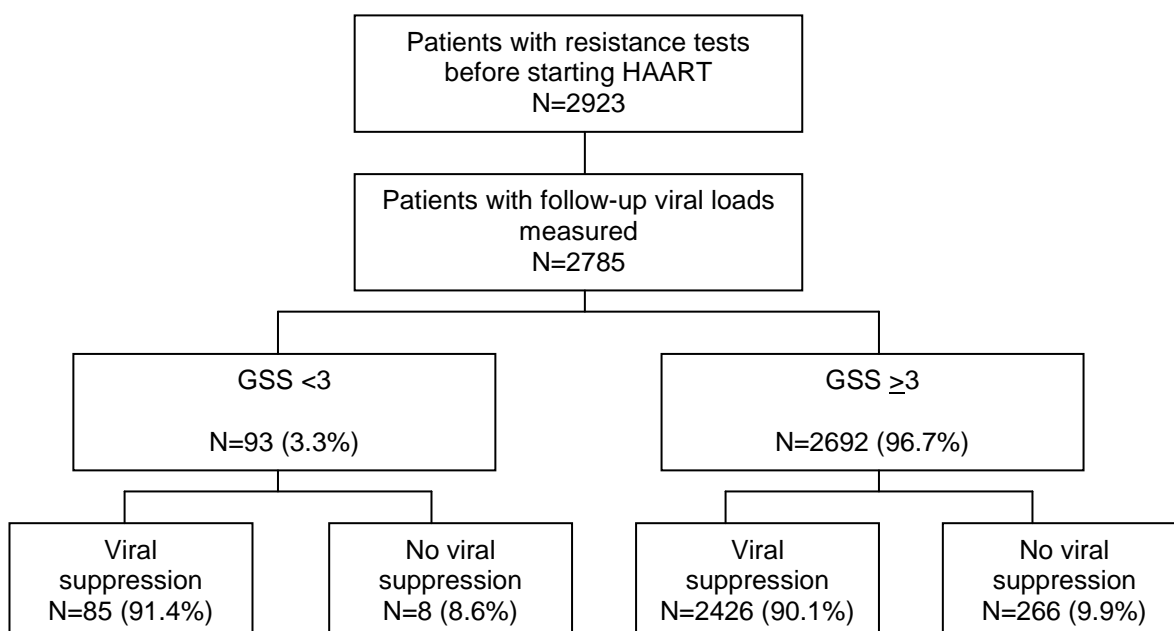 Patients with resistance tests
before starting HAART
N=2923
Patients with follow-up viral loads
measured
N=2785
GSS <3
N=93 (3.3%)
GSS ≥3
N=2692 (96.7%)
Viral
suppression
N=85 (91.4%)
No viral
suppression
N=8 (8.6%)
Viral
suppression
N=2426 (90.1%)
No viral
suppression
N=266 (9.9%)